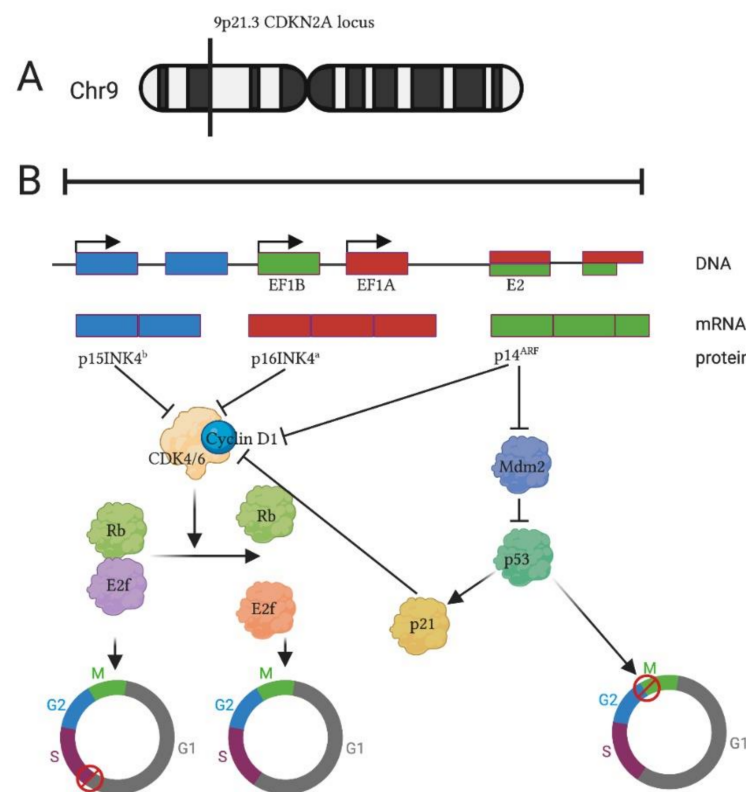 9p21.3 CDKN2A locus
A
Chr9
B
DNA
EF1B
EF1A
E2
mRNA
p15INK4ᵇ
p16INK4ᵃ
p14ᴬᴿᶠ
protein
Cyclin D1
CDK4/6
Mdm2
Rb
Rb
p53
E2f
E2f
p21
M
G2
S
G1
M
G2
S
G1
M
G2
S
G1